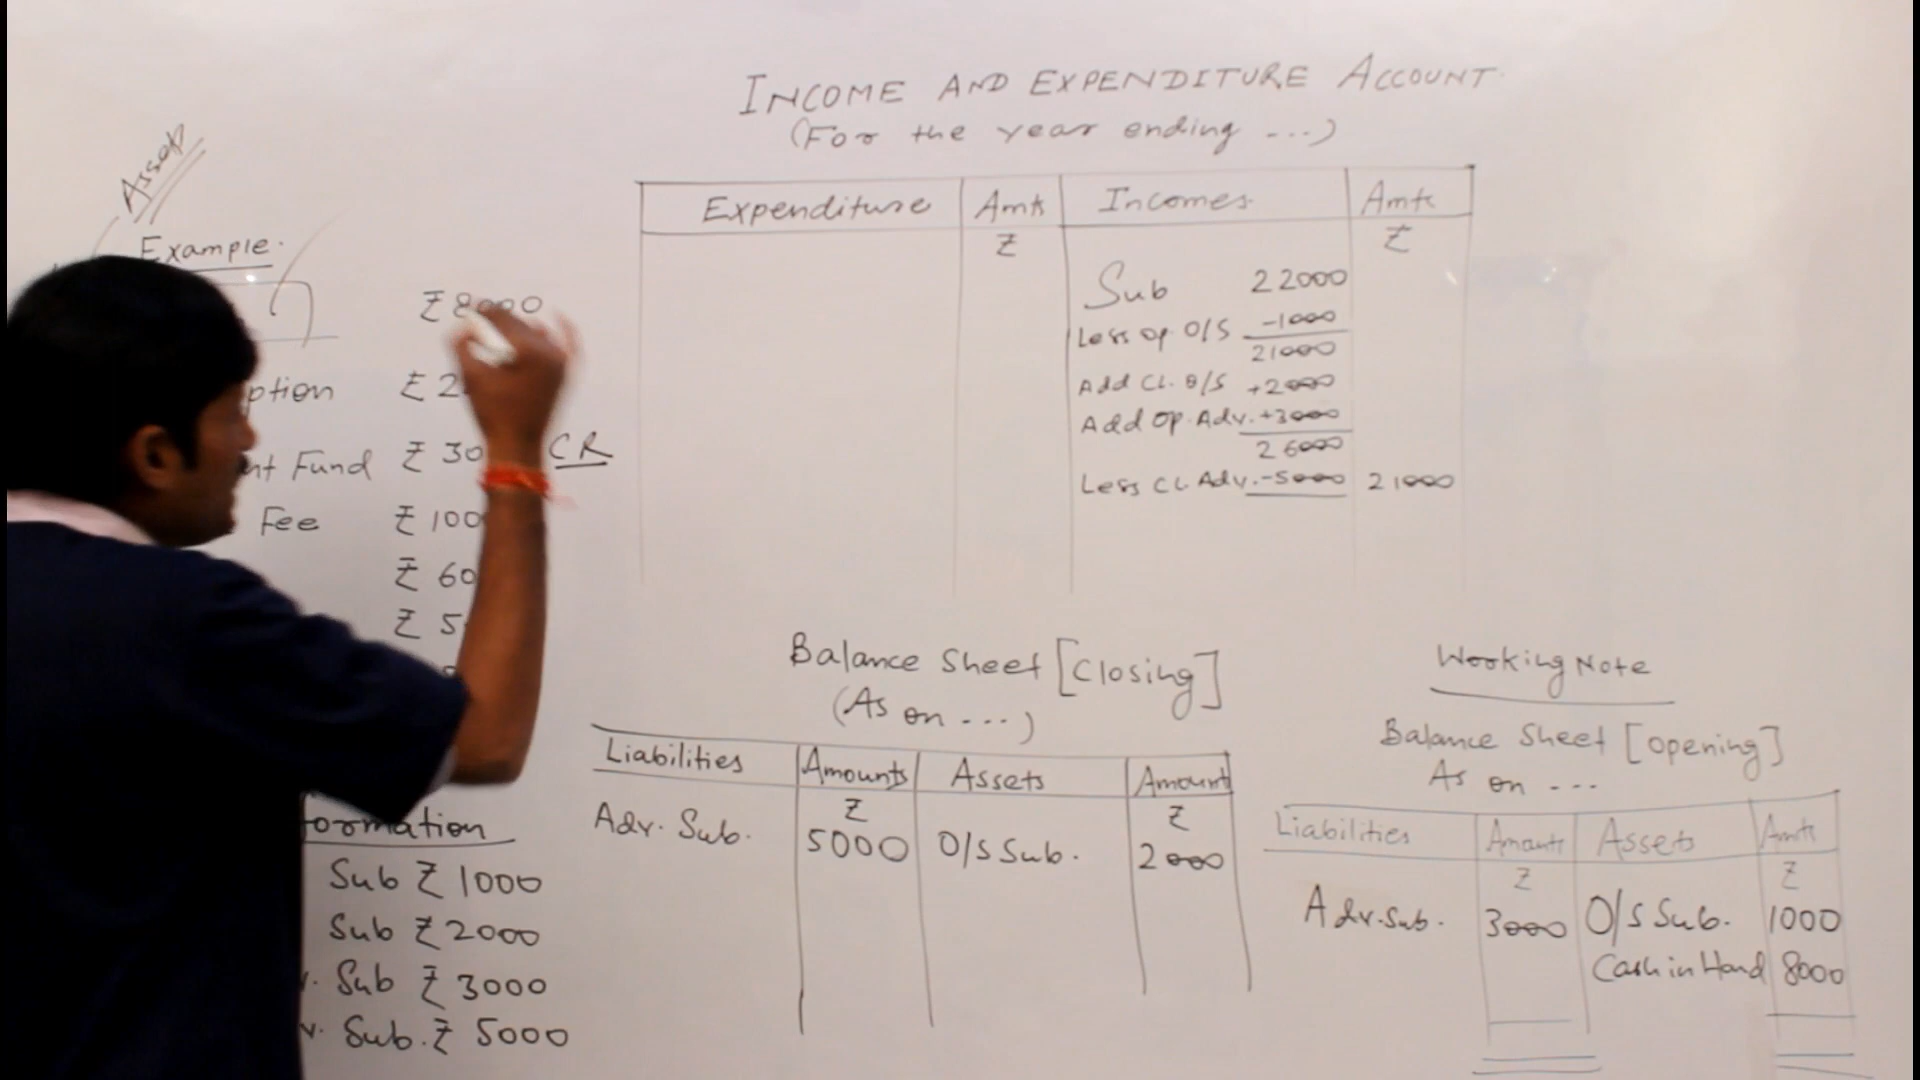 INCOME AND EXPENDITURE ACCOUNT
(For the year ending ...)
Expenditure Amt Incomes Amt
₹ ₹
Sub 22000
Less Op O/S -1000
21000
Add Cl. O/S +2000
Add Op. Adv. +3000
26000
Less Cl. Adv. -5000 21000
Assets
Example
₹ 8000
ption
nt Fund ₹ 30 CR
Fee ₹ 100
₹ 60
₹ 5
ormation
Sub ₹ 1000
Sub ₹ 2000
Sub ₹ 3000
Sub. ₹ 5000
Balance Sheet [Closing]
(As on ...)
Liabilities Amounts Assets Amount
₹ ₹
Adv. Sub. 5000 O/S Sub. 2000
Working Note
Balance Sheet [Opening]
As on ...
Liabilities Amount Assets Amt
₹ ₹
Adv. Sub. 3000 O/S Sub. 1000
Cash in Hand 8000